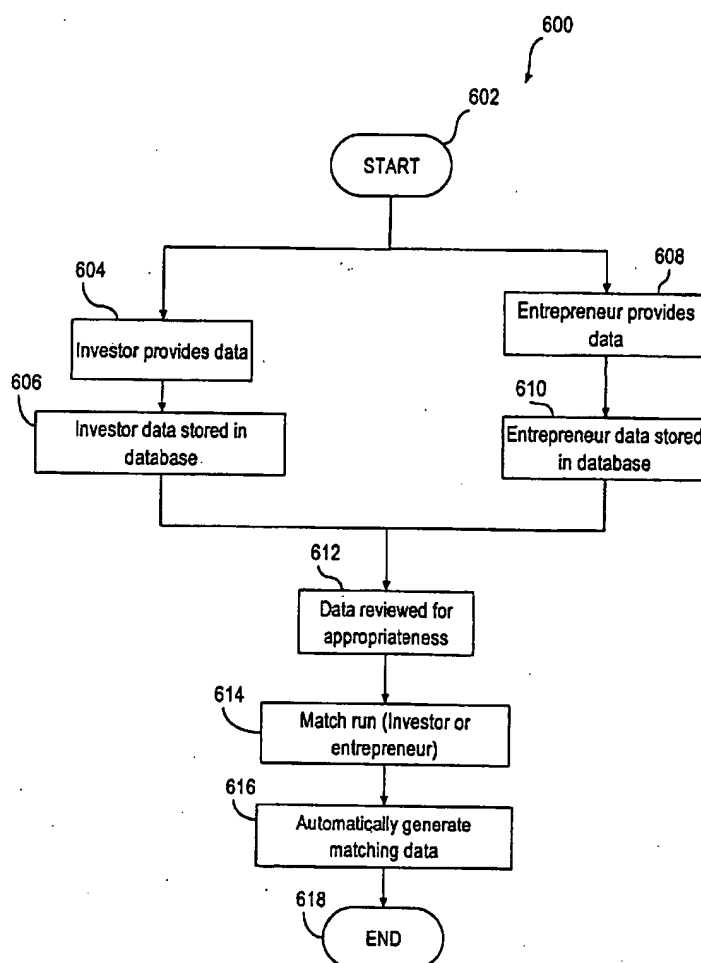 600
602
START
604
Investor provides data
608
Entrepreneur provides
data
606
Investor data stored in
database
610
Entrepreneur data stored
in database
612
Data reviewed for
appropriateness
614
Match run (Investor or
entrepreneur)
616
Automatically generate
matching data
618
END